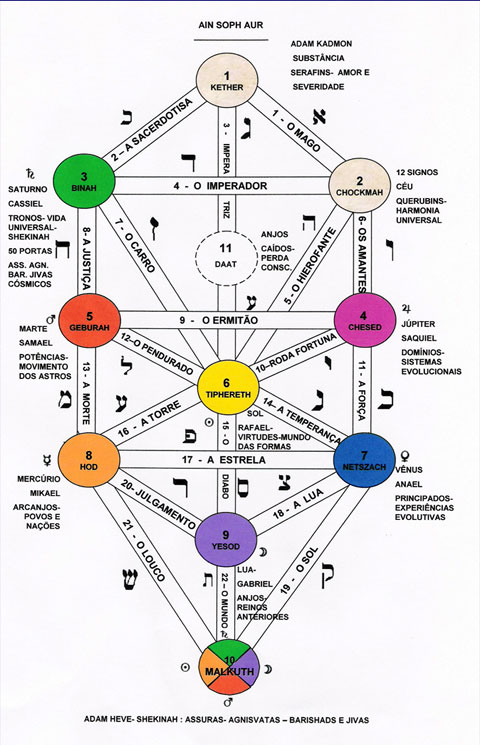 AIN SOPH AUR
ADAM KADMON
SUBSTÂNCIA
SERAFINS- AMOR E
SEVERIDADE
1
KETHER
כ
א
ג
2 – A SACERDOTISA
3 - IMPERA TRIZ
1 - O MAGO
ד
♄
SATURNO
CASSIEL
TRONOS- VIDA
UNIVERSAL-
SHEKINAH
50 PORTAS
ASS. AGN.
BAR. JIVAS
CÓSMICOS
3
BINAH
4 - O IMPERADOR
2
CHOCKMAH
12 SIGNOS
CÉU
QUERUBINS-
HARMONIA
UNIVERSAL
ה
ח
8- A JUSTIÇA
7 - O CARRO
11
DAAT
ANJOS
CAÍDOS-
PERDA
CONSC.
5 - O HIEROFANTE
6- OS AMANTES
♂
MARTE
SAMAEL
POTÊNCIAS-
MOVIMENTO
DOS ASTROS
5
GEBURAH
9 - O ERMITÃO
4
CHESED
♃
JÚPITER
SAQUIEL
DOMÍNIOS-
SISTEMAS
EVOLUCIONAIS
12–O PENDURADO
10–RODA FORTUNA
ל
6
TIPHERETH
13 - A MORTE
מ
ע
נ
11 - A FORÇA
16 - A TORRE
14- A TEMPERANÇA
☉
SOL
RAFAEL-
VIRTUDES-MUNDO
DAS FORMAS
פ
15 - O DIABO
☿
MERCÚRIO
MIKAEL
ARCANJOS-
POVOS E
NAÇÕES
8
HOD
17 - A ESTRELA
7
NETSZACH
♀
VÊNUS
ANAEL
PRINCIPADOS-
EXPERIÊNCIAS
EVOLUTIVAS
ר
ס
צ
20- JULGAMENTO
18 - A LUA
9
YESOD
☽
LUA-
GABRIEL
ANJOS-
REINOS
ANTERIORES
21 - O LOUCO
22 – O MUNDO
19 - O SOL
ש
ת
ק
♄
☉
10
MALKUTH
☽
♂
ADAM HEVE- SHEKINAH : ASSURAS- AGNISVATAS – BARISHADS E JIVAS